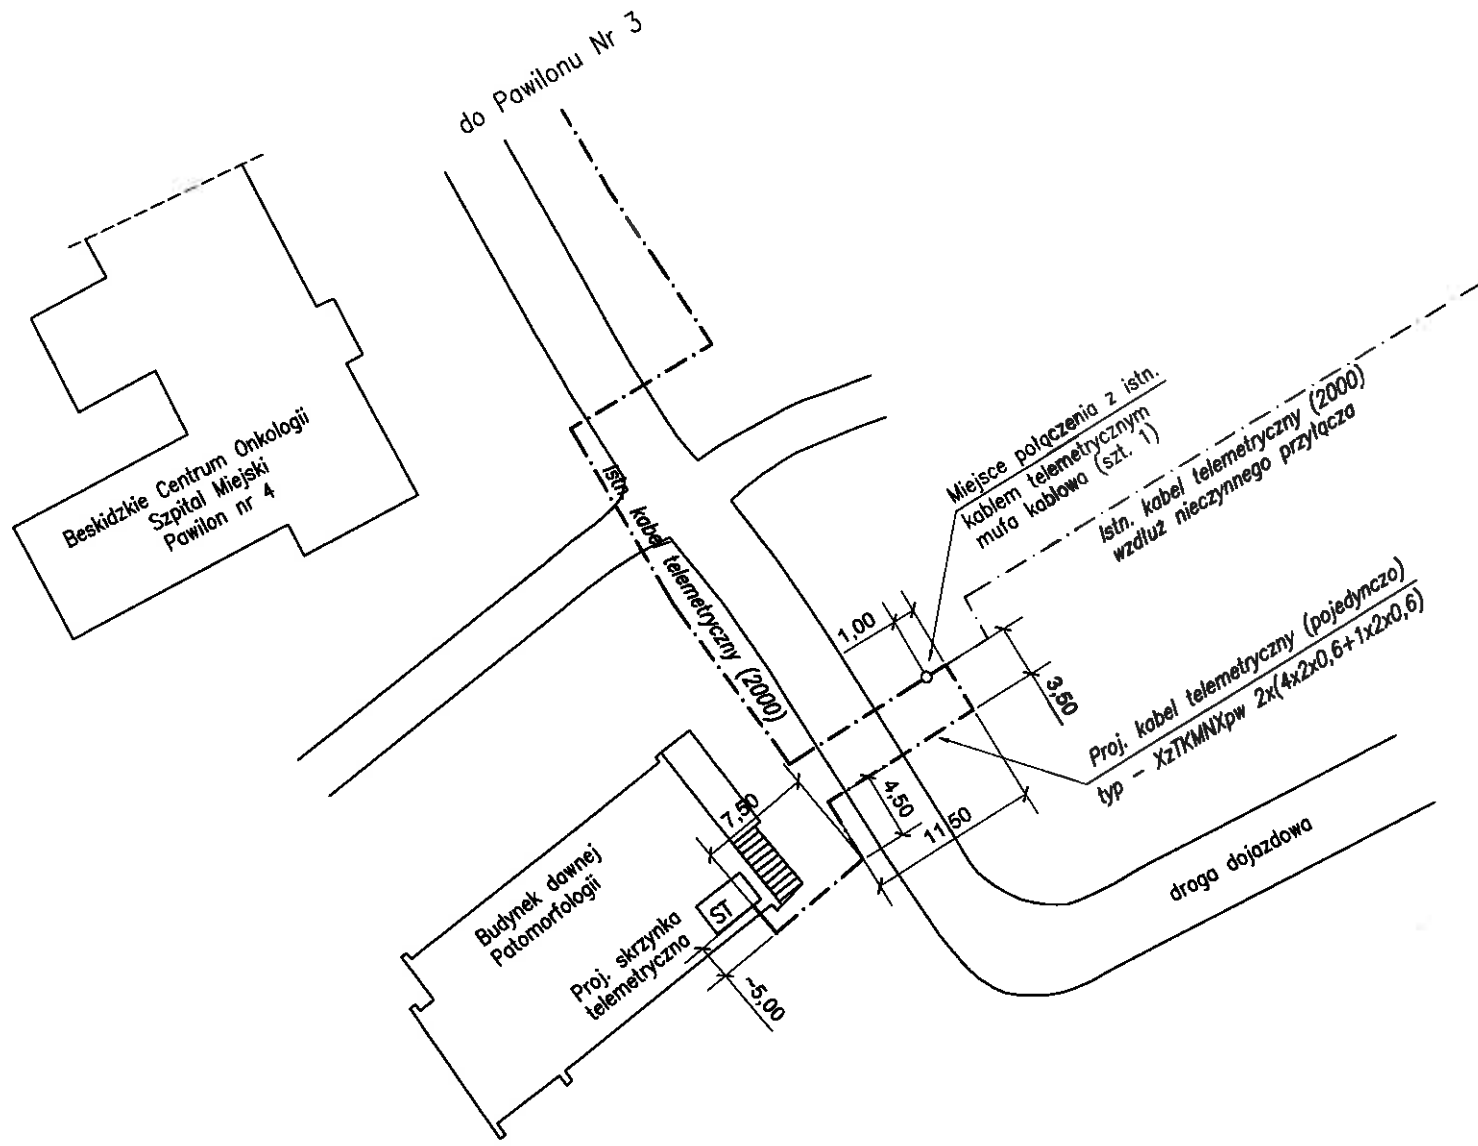 do Pawilonu Nr 3
Beskidzkie Centrum Onkologii
Szpital Miejski
Pawilon nr 4
Istn. kabel telemetryczny (2000)
Miejsce połączenia z istn.
kablem telemetrycznym
mufa kablowa (szt. 1)
Istn. kabel telemetryczny (2000)
wzdłuż nieczynnego przyłącza
1,00
3,50
Proj. kabel telemetryczny (pojedynczo)
typ - XzTKMNXpw 2x(4x2x0,6+1x2x0,6)
4,50
11,50
7,50
droga dojazdowa
Budynek dawnej
Patomorfologii
ST
Proj. skrzynka
telemetryczna
~5,00